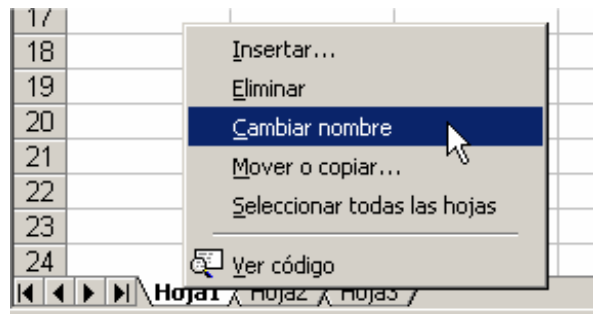 17
18
Insertar...
19
Eliminar
20
Cambiar nombre
21
Mover o copiar...
22
Seleccionar todas las hojas
23
24
Ver código
Hoja1 Hoja2 Hoja3